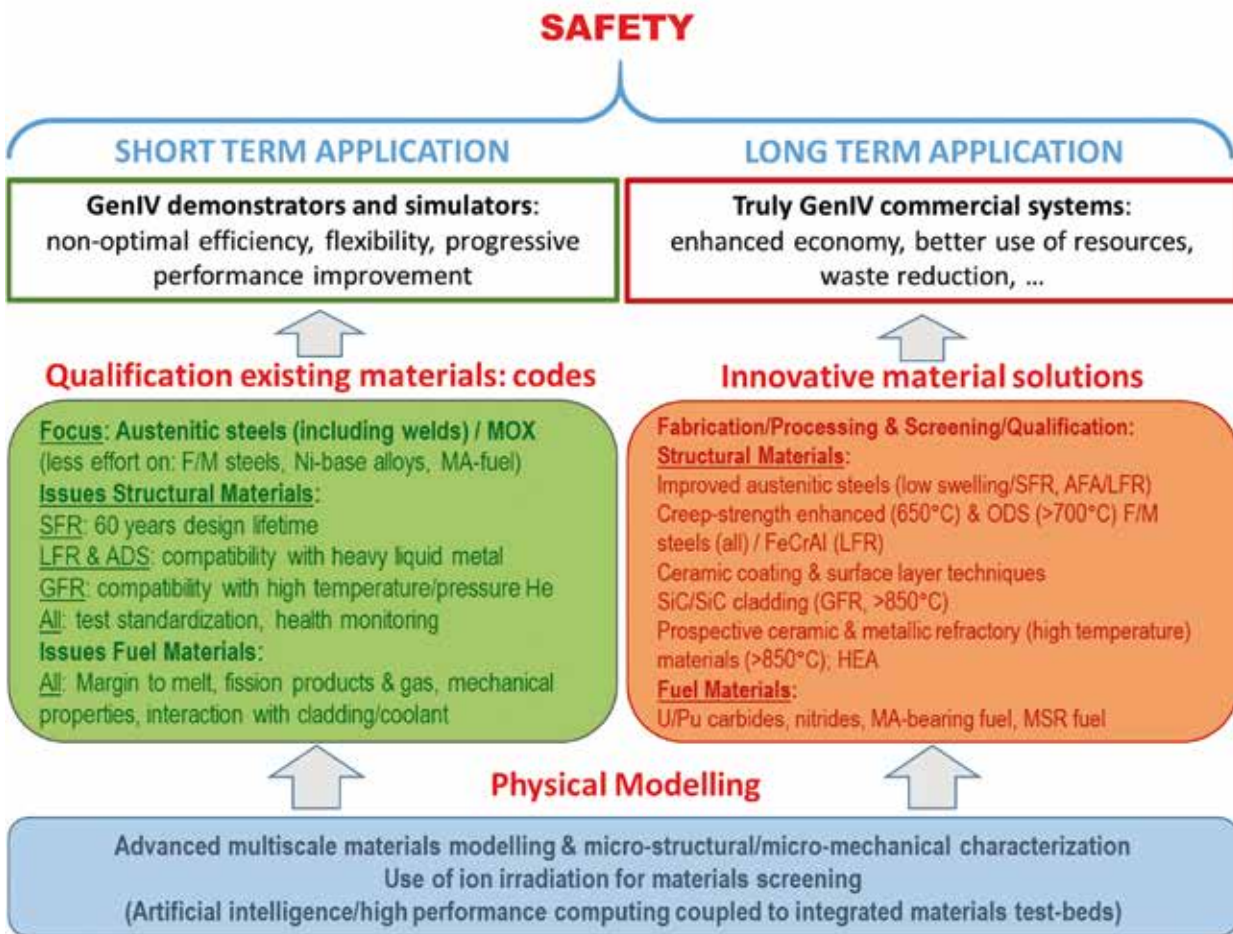 SAFETY
SHORT TERM APPLICATION
GenIV demonstrators and simulators:
non-optimal efficiency, flexibility, progressive
performance improvement
Qualification existing materials: codes
Focus: Austenitic steels (including welds) / MOX
(less effort on: F/M steels, Ni-base alloys, MA-fuel)
Issues Structural Materials:
SFR: 60 years design lifetime
LFR & ADS: compatibility with heavy liquid metal
GFR: compatibility with high temperature/pressure He
All: test standardization, health monitoring
Issues Fuel Materials:
All: Margin to melt, fission products & gas, mechanical
properties, interaction with cladding/coolant
LONG TERM APPLICATION
Truly GenIV commercial systems:
enhanced economy, better use of resources,
waste reduction, ...
Innovative material solutions
Fabrication/Processing & Screening/Qualification:
Structural Materials:
Improved austenitic steels (low swelling/SFR, AFA/LFR)
Creep-strength enhanced (650°C) & ODS (>700°C) F/M
steels (all) / FeCrAl (LFR)
Ceramic coating & surface layer techniques
SiC/SiC cladding (GFR, >850°C)
Prospective ceramic & metallic refractory (high temperature)
materials (>850°C); HEA
Fuel Materials:
U/Pu carbides, nitrides, MA-bearing fuel, MSR fuel
Physical Modelling
Advanced multiscale materials modelling & micro-structural/micro-mechanical characterization
Use of ion irradiation for materials screening
(Artificial intelligence/high performance computing coupled to integrated materials test-beds)